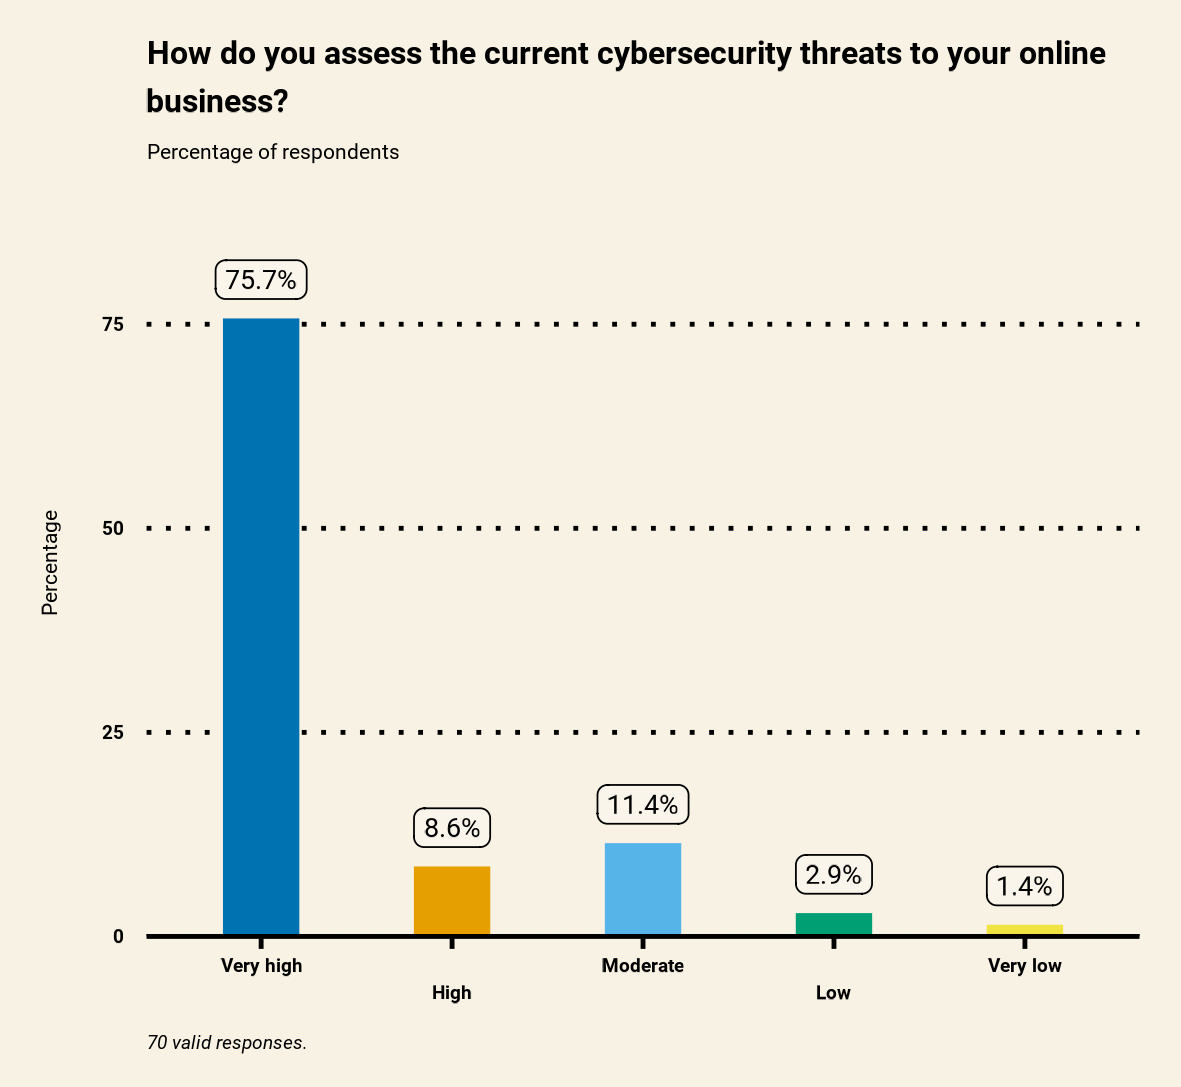 How do you assess the current cybersecurity threats to your online
business?
Percentage of respondents
75.7%
75
50
Percentage
25
11.4%
8.6%
2.9%
1.4%
0
Very high
Moderate
Very low
High
Low
70 valid responses.